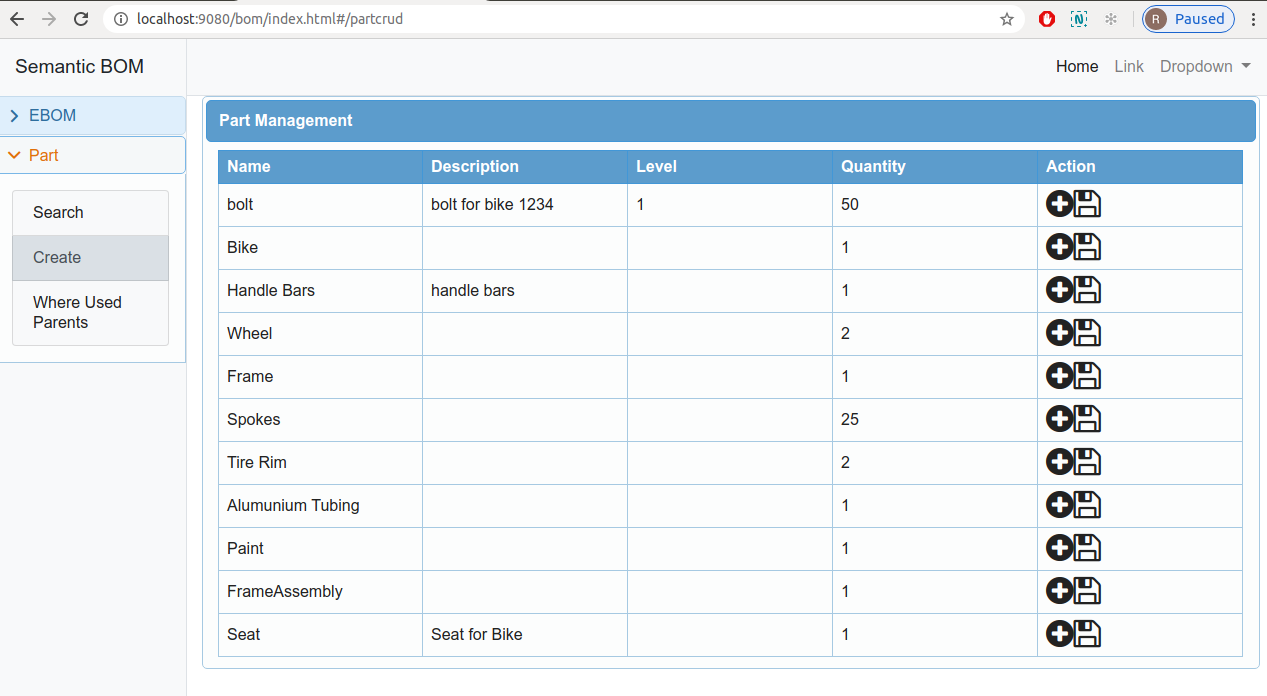 localhost:9080/bom/index.html#/partcrud
N
R Paused
Semantic BOM
Home Link Dropdown
EBOM
Part
Search
Create
Where Used
Parents
Part Management
Name Description Level Quantity Action
bolt bolt for bike 1234 1 50
Bike 1
Handle Bars handle bars 1
Wheel 2
Frame 1
Spokes 25
Tire Rim 2
Alumunium Tubing 1
Paint 1
FrameAssembly 1
Seat Seat for Bike 1